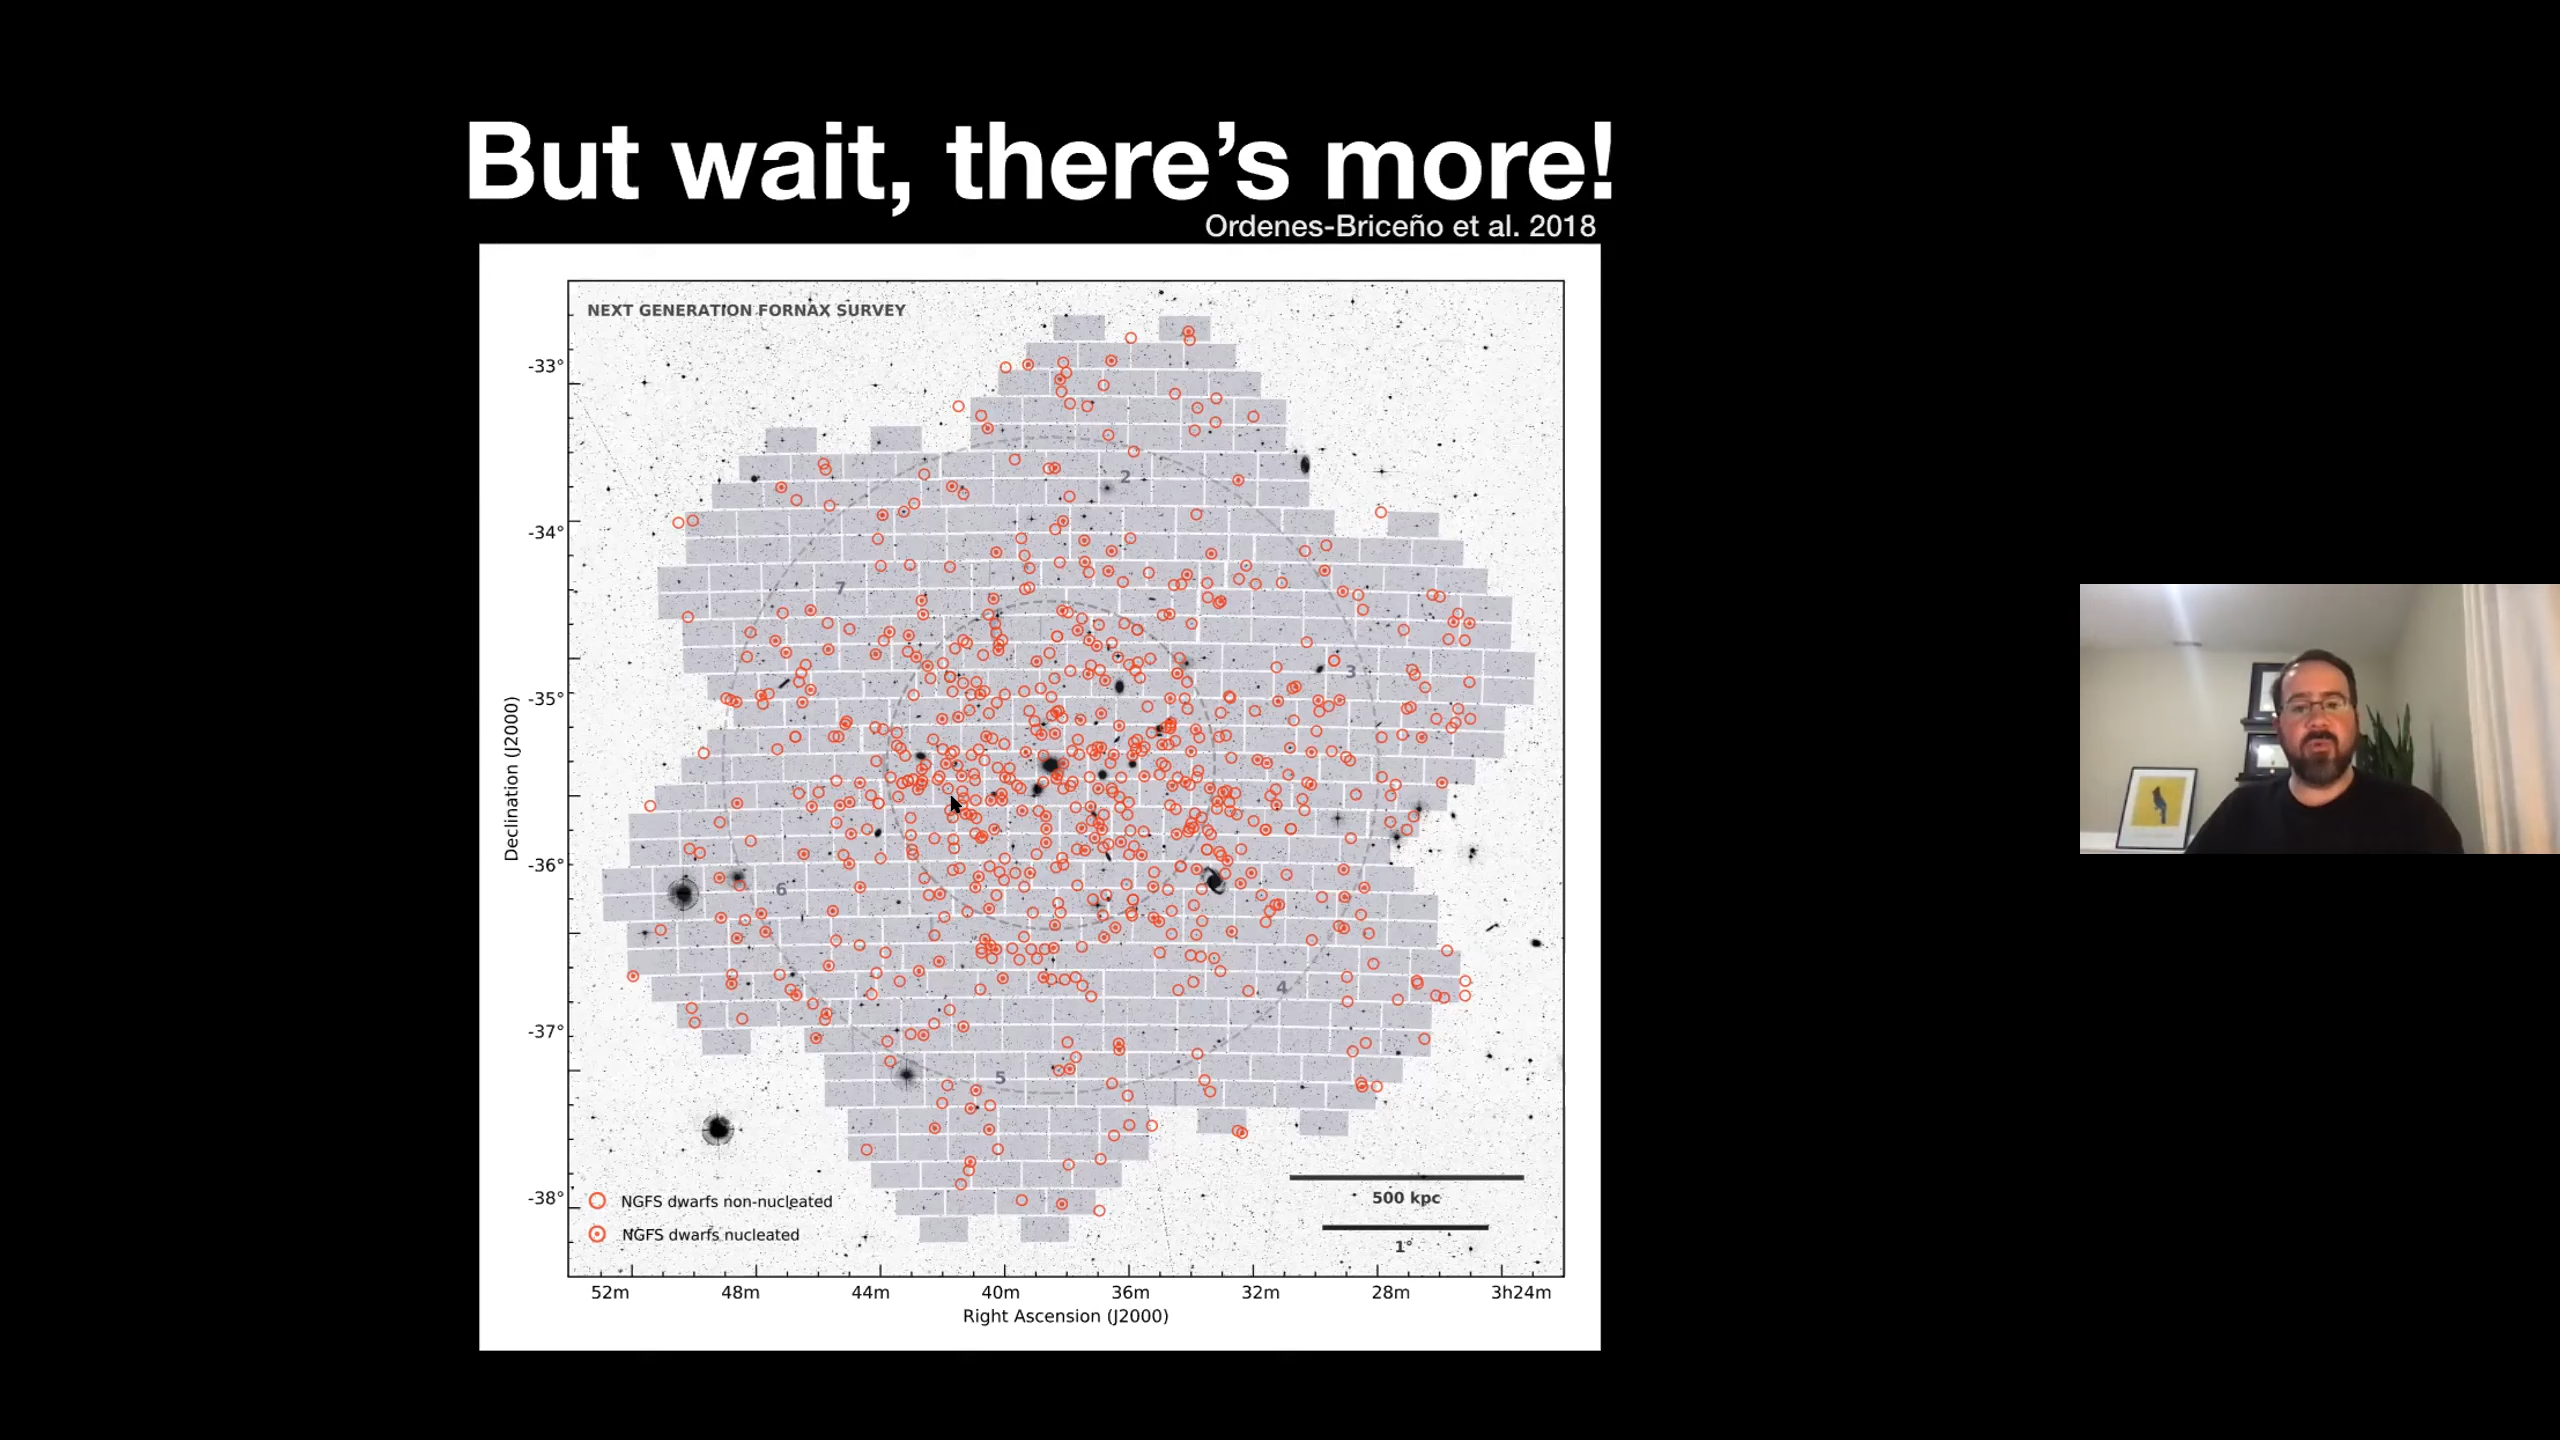 But wait, there's more!
Ordenes-Briceño et al. 2018
NEXT GENERATION FORNAX SURVEY
-33°
2
-34°
7
3
-35°
Declination (J2000)
-36°
6
4
-37°
5
-38°
NGFS dwarfs non-nucleated
NGFS dwarfs nucleated
500 kpc
1°
52m 48m 44m 40m 36m 32m 28m 3h24m
Right Ascension (J2000)